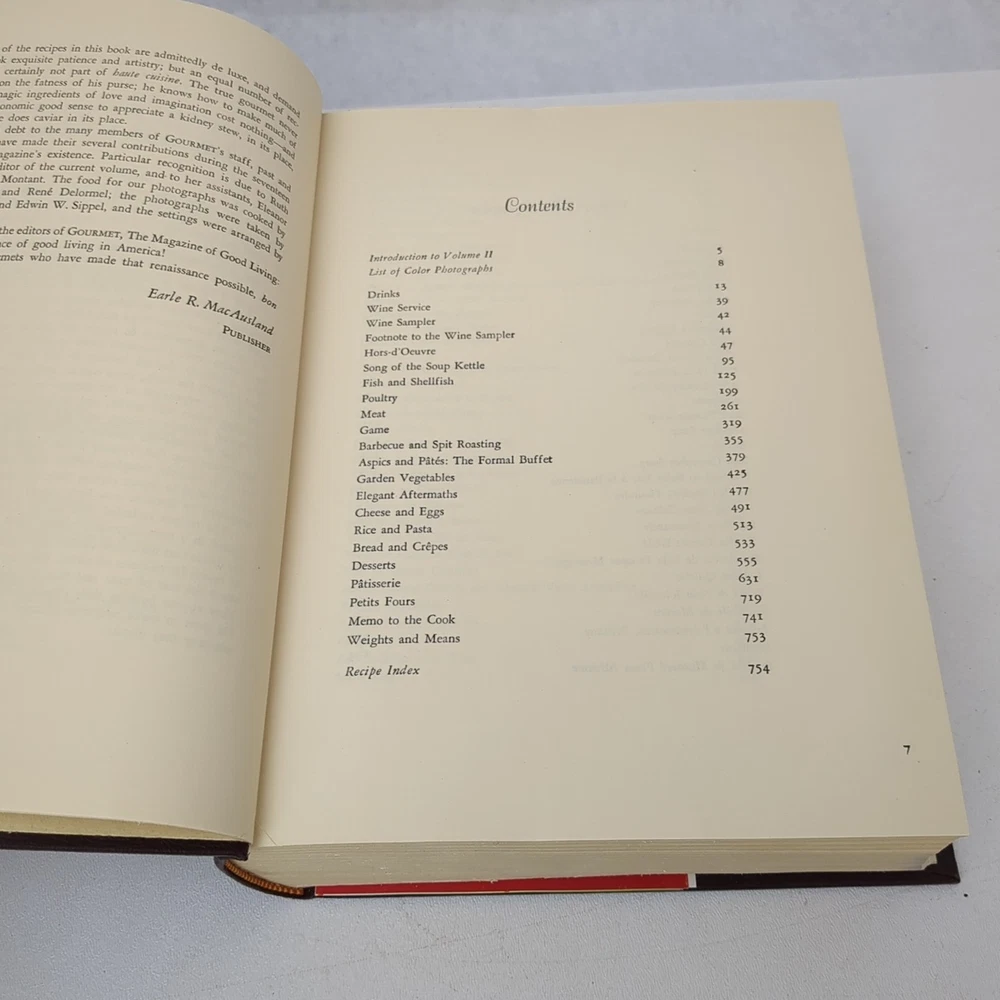 of the recipes in this book are admittedly de luxe, and demand
k exquisite patience and artistry; but an equal number of rec-
certainly not part of haute cuisine. The true gourmet never
on the fatness of his purse; he knows how to make much of
magic ingredients of love and imagination cost nothing—and
onomic good sense to appreciate a kidney stew, in its place,
e does caviar in its place.
debt to the many members of GOURMET's staff, past and
ave made their several contributions during the seventeen
agazine's existence. Particular recognition is due to Ruth
ditor of the current volume, and to her assistants, Eleanor
Montant. The food for our photographs was cooked by
and René Delormel; the photographs were taken by
nd Edwin W. Sippel, and the settings were arranged by
the editors of GOURMET, The Magazine of Good Living:
ce of good living in America!
mets who have made that renaissance possible, bon
Earle R. MacAusland
PUBLISHER
Contents
Introduction to Volume II 5
List of Color Photographs 8
Drinks 13
Wine Service 39
Wine Sampler 42
Footnote to the Wine Sampler 44
Hors-d'Oeuvre 47
Song of the Soup Kettle 95
Fish and Shellfish 125
Poultry 199
Meat 261
Game 319
Barbecue and Spit Roasting 355
Aspics and Pâtés: The Formal Buffet 379
Garden Vegetables 425
Elegant Aftermaths 477
Cheese and Eggs 491
Rice and Pasta 513
Bread and Crêpes 533
Desserts 555
Pâtisserie 631
Petits Fours 719
Memo to the Cook 741
Weights and Means 753
Recipe Index 754
7